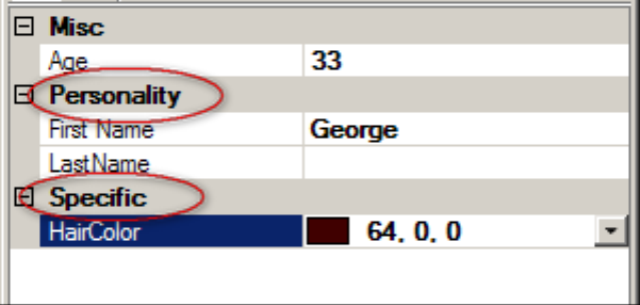 Misc
Age 33
Personality
First Name George
LastName
Specific
HairColor 64, 0, 0